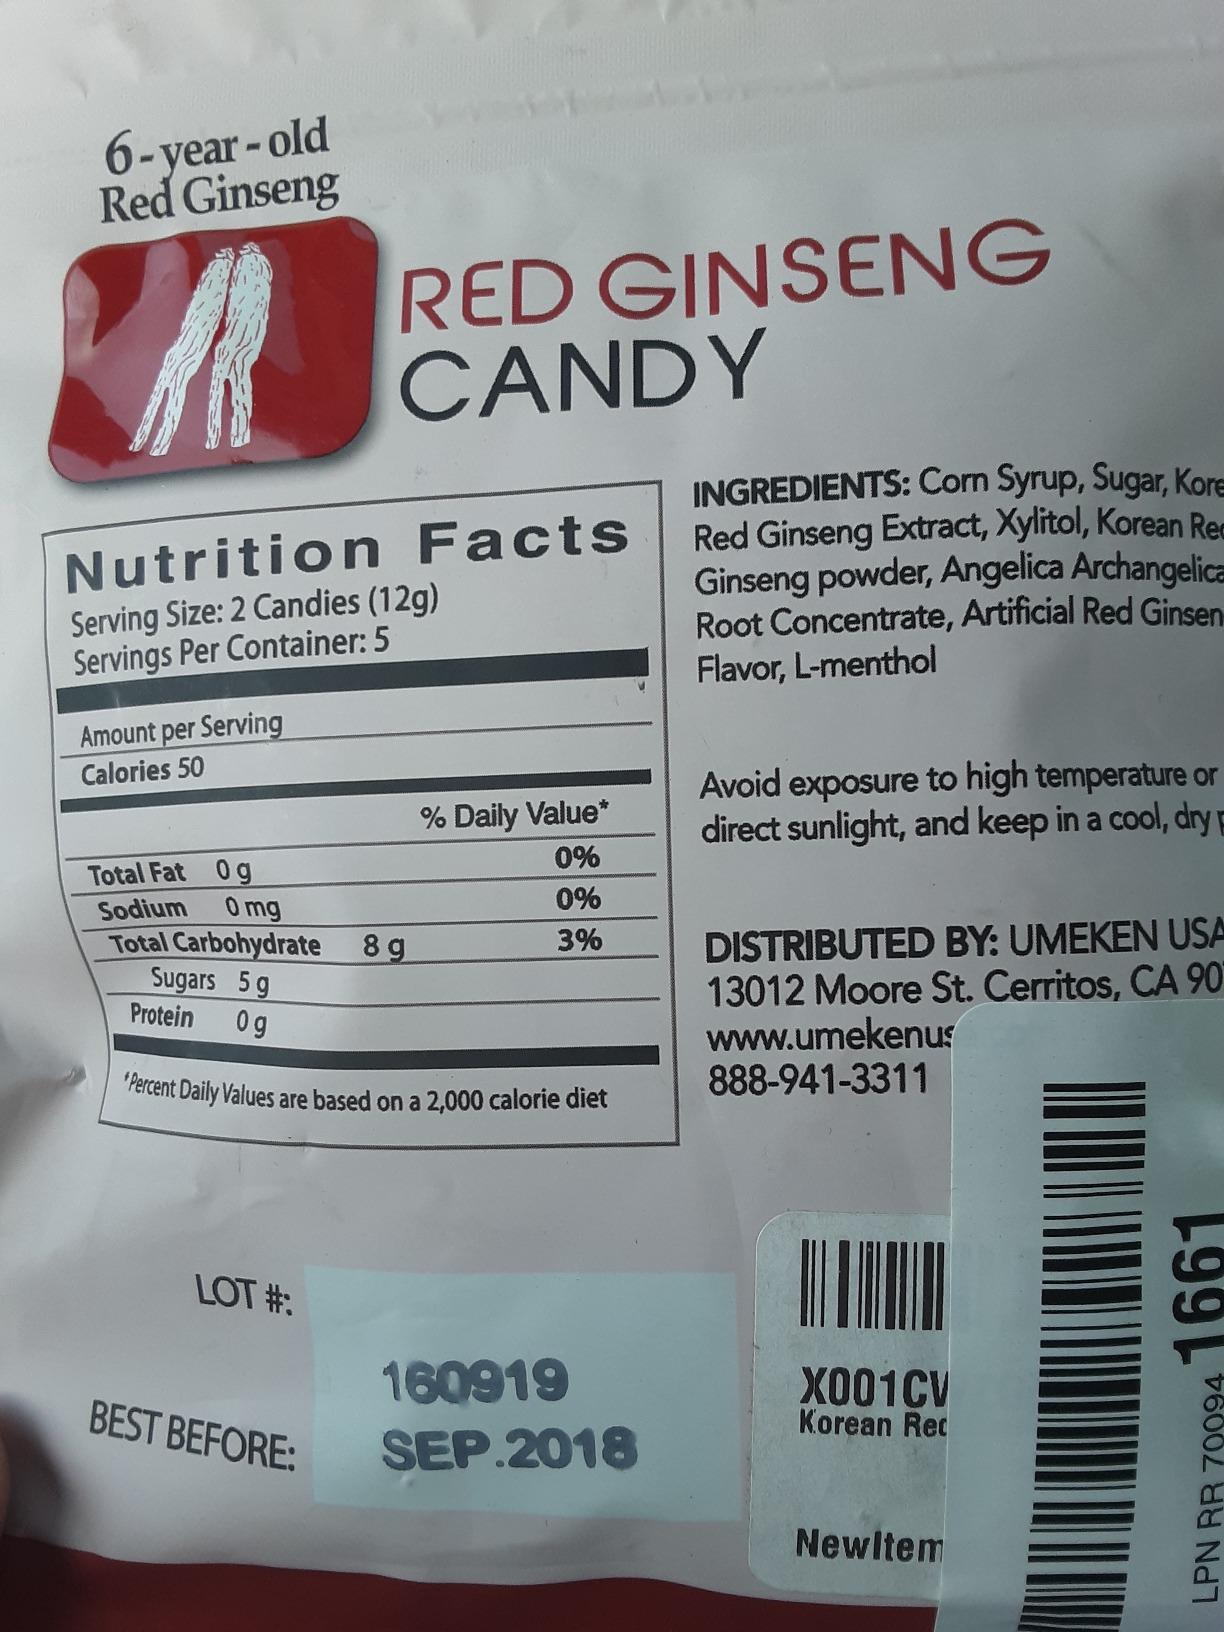 6-year-old
Red Ginseng
RED GINSENG
CANDY
Nutrition Facts
Serving Size: 2 Candies (12g)
Servings Per Container: 5
Amount per Serving
Calories 50
% Daily Value*
Total Fat 0 g 0%
Sodium 0 mg 0%
Total Carbohydrate 8 g 3%
Sugars 5 g
Protein 0 g
*Percent Daily Values are based on a 2,000 calorie diet
INGREDIENTS: Corn Syrup, Sugar, Kore
Red Ginseng Extract, Xylitol, Korean Red
Ginseng powder, Angelica Archangelica
Root Concentrate, Artificial Red Ginsen
Flavor, L-menthol
Avoid exposure to high temperature or
direct sunlight, and keep in a cool, dry
DISTRIBUTED BY: UMEKEN USA
13012 Moore St. Cerritos, CA 90
www.umekenus
888-941-3311
LOT #: 160919
BEST BEFORE: SEP.2018
X001CV
Korean Red
NewItem
LPN RR 70094 1661